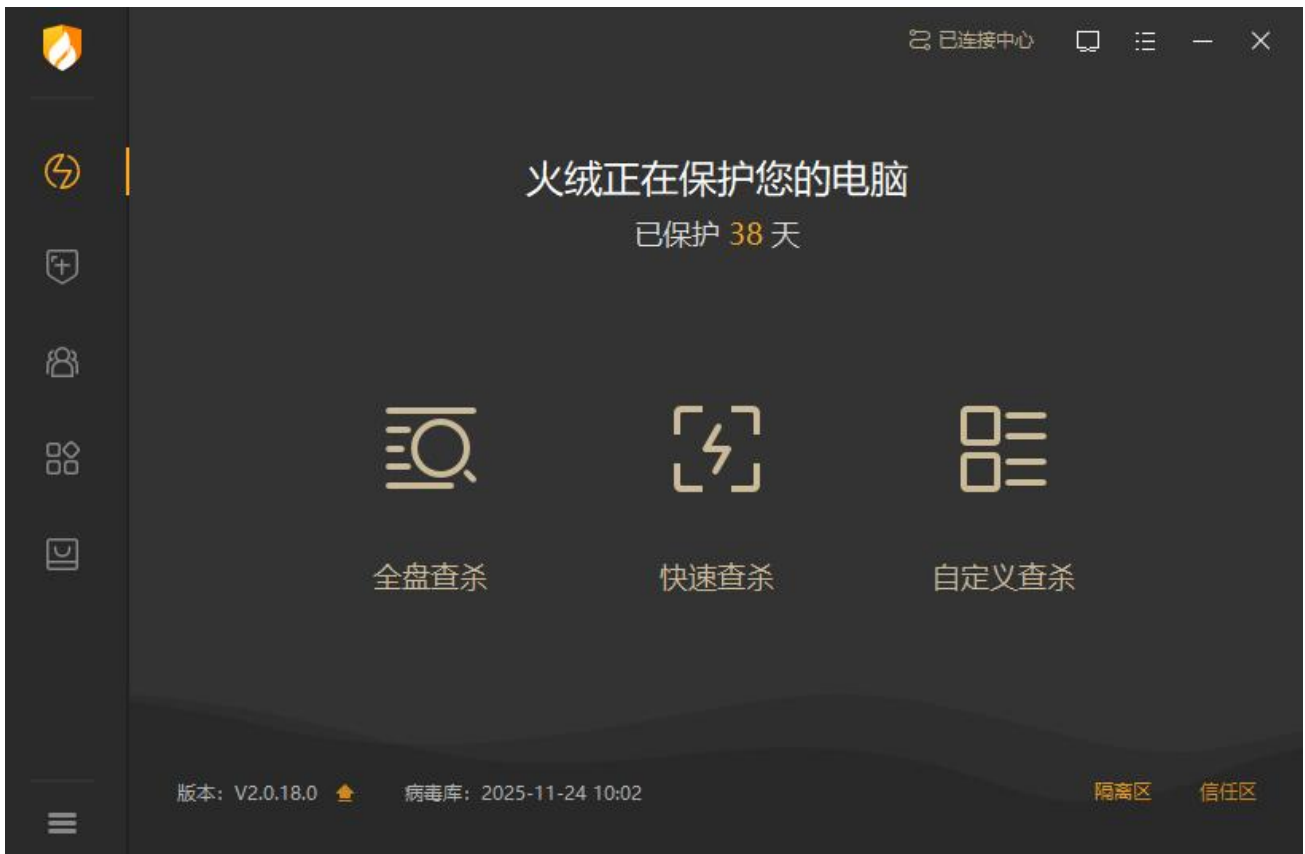 已连接中心
火绒正在保护您的电脑
已保护 38 天
全盘查杀 快速查杀 自定义查杀
版本：V2.0.18.0 病毒库：2025-11-24 10:02 隔离区 信任区